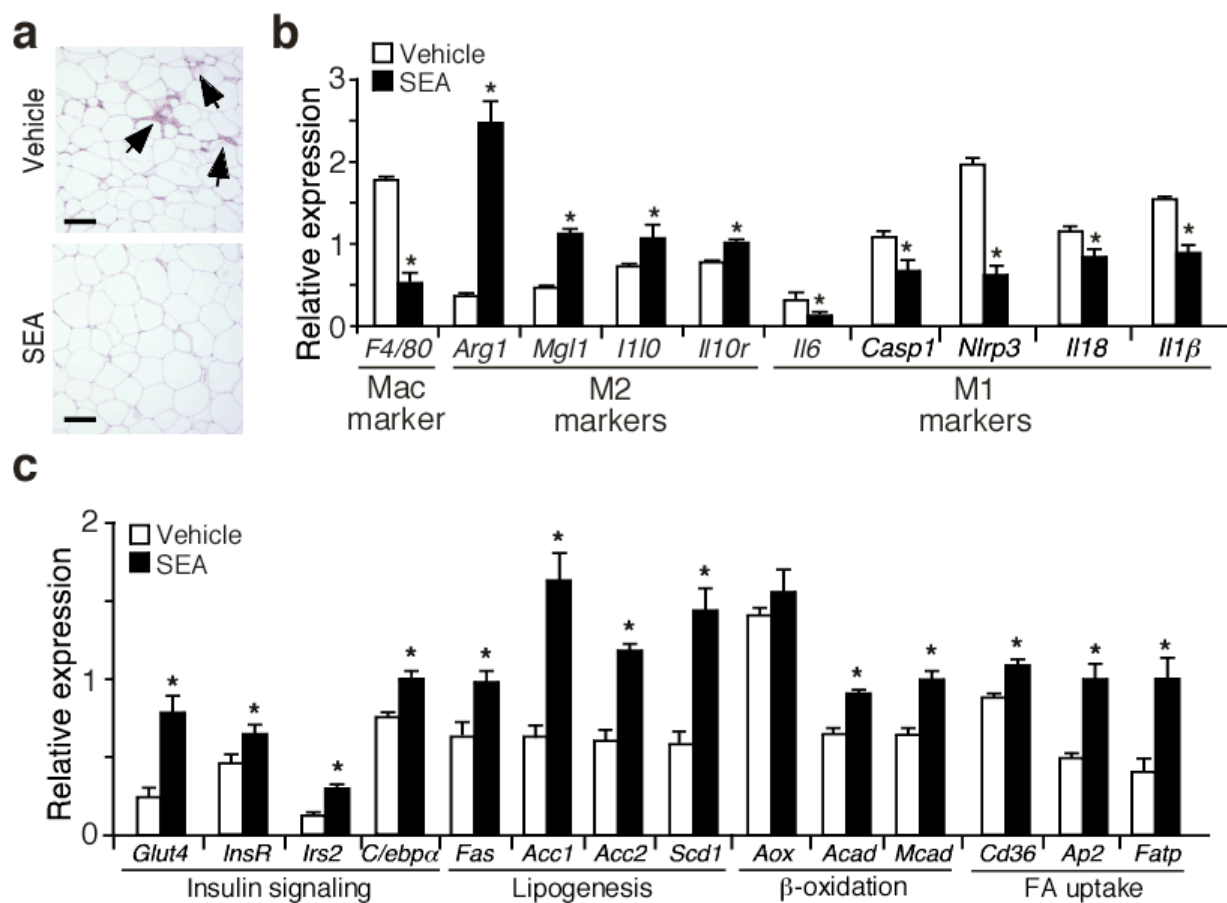 a
Vehicle
SEA
b
Vehicle
SEA
Relative expression
3
2
1
0
* * * * * * * * * *
F4/80 Arg1 Mgl1 I1l0 Il10r Il6 Casp1 Nlrp3 Il18 Il1β
Mac marker
M2 markers
M1 markers
c
Vehicle
SEA
Relative expression
2
1
0
* * * * * * * * * * * * *
Glut4 InsR Irs2 C/ebpα Fas Acc1 Acc2 Scd1 Aox Acad Mcad Cd36 Ap2 Fatp
Insulin signaling Lipogenesis β-oxidation FA uptake